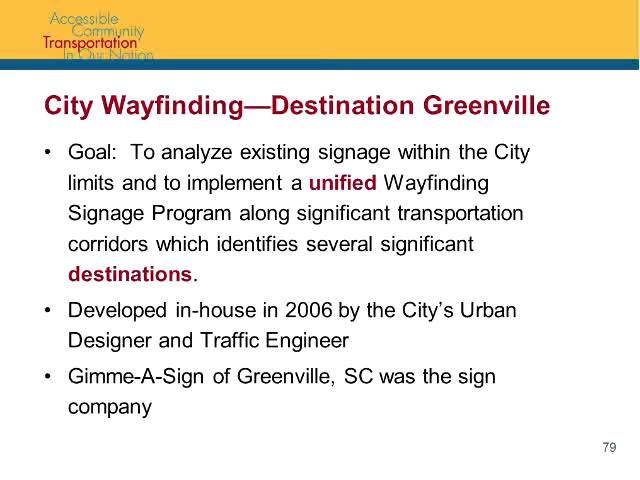 Accessible
Community
Transportation
In Our Nation
City Wayfinding—Destination Greenville
• Goal: To analyze existing signage within the City
limits and to implement a unified Wayfinding
Signage Program along significant transportation
corridors which identifies several significant
destinations.
• Developed in-house in 2006 by the City’s Urban
Designer and Traffic Engineer
• Gimme-A-Sign of Greenville, SC was the sign
company
79